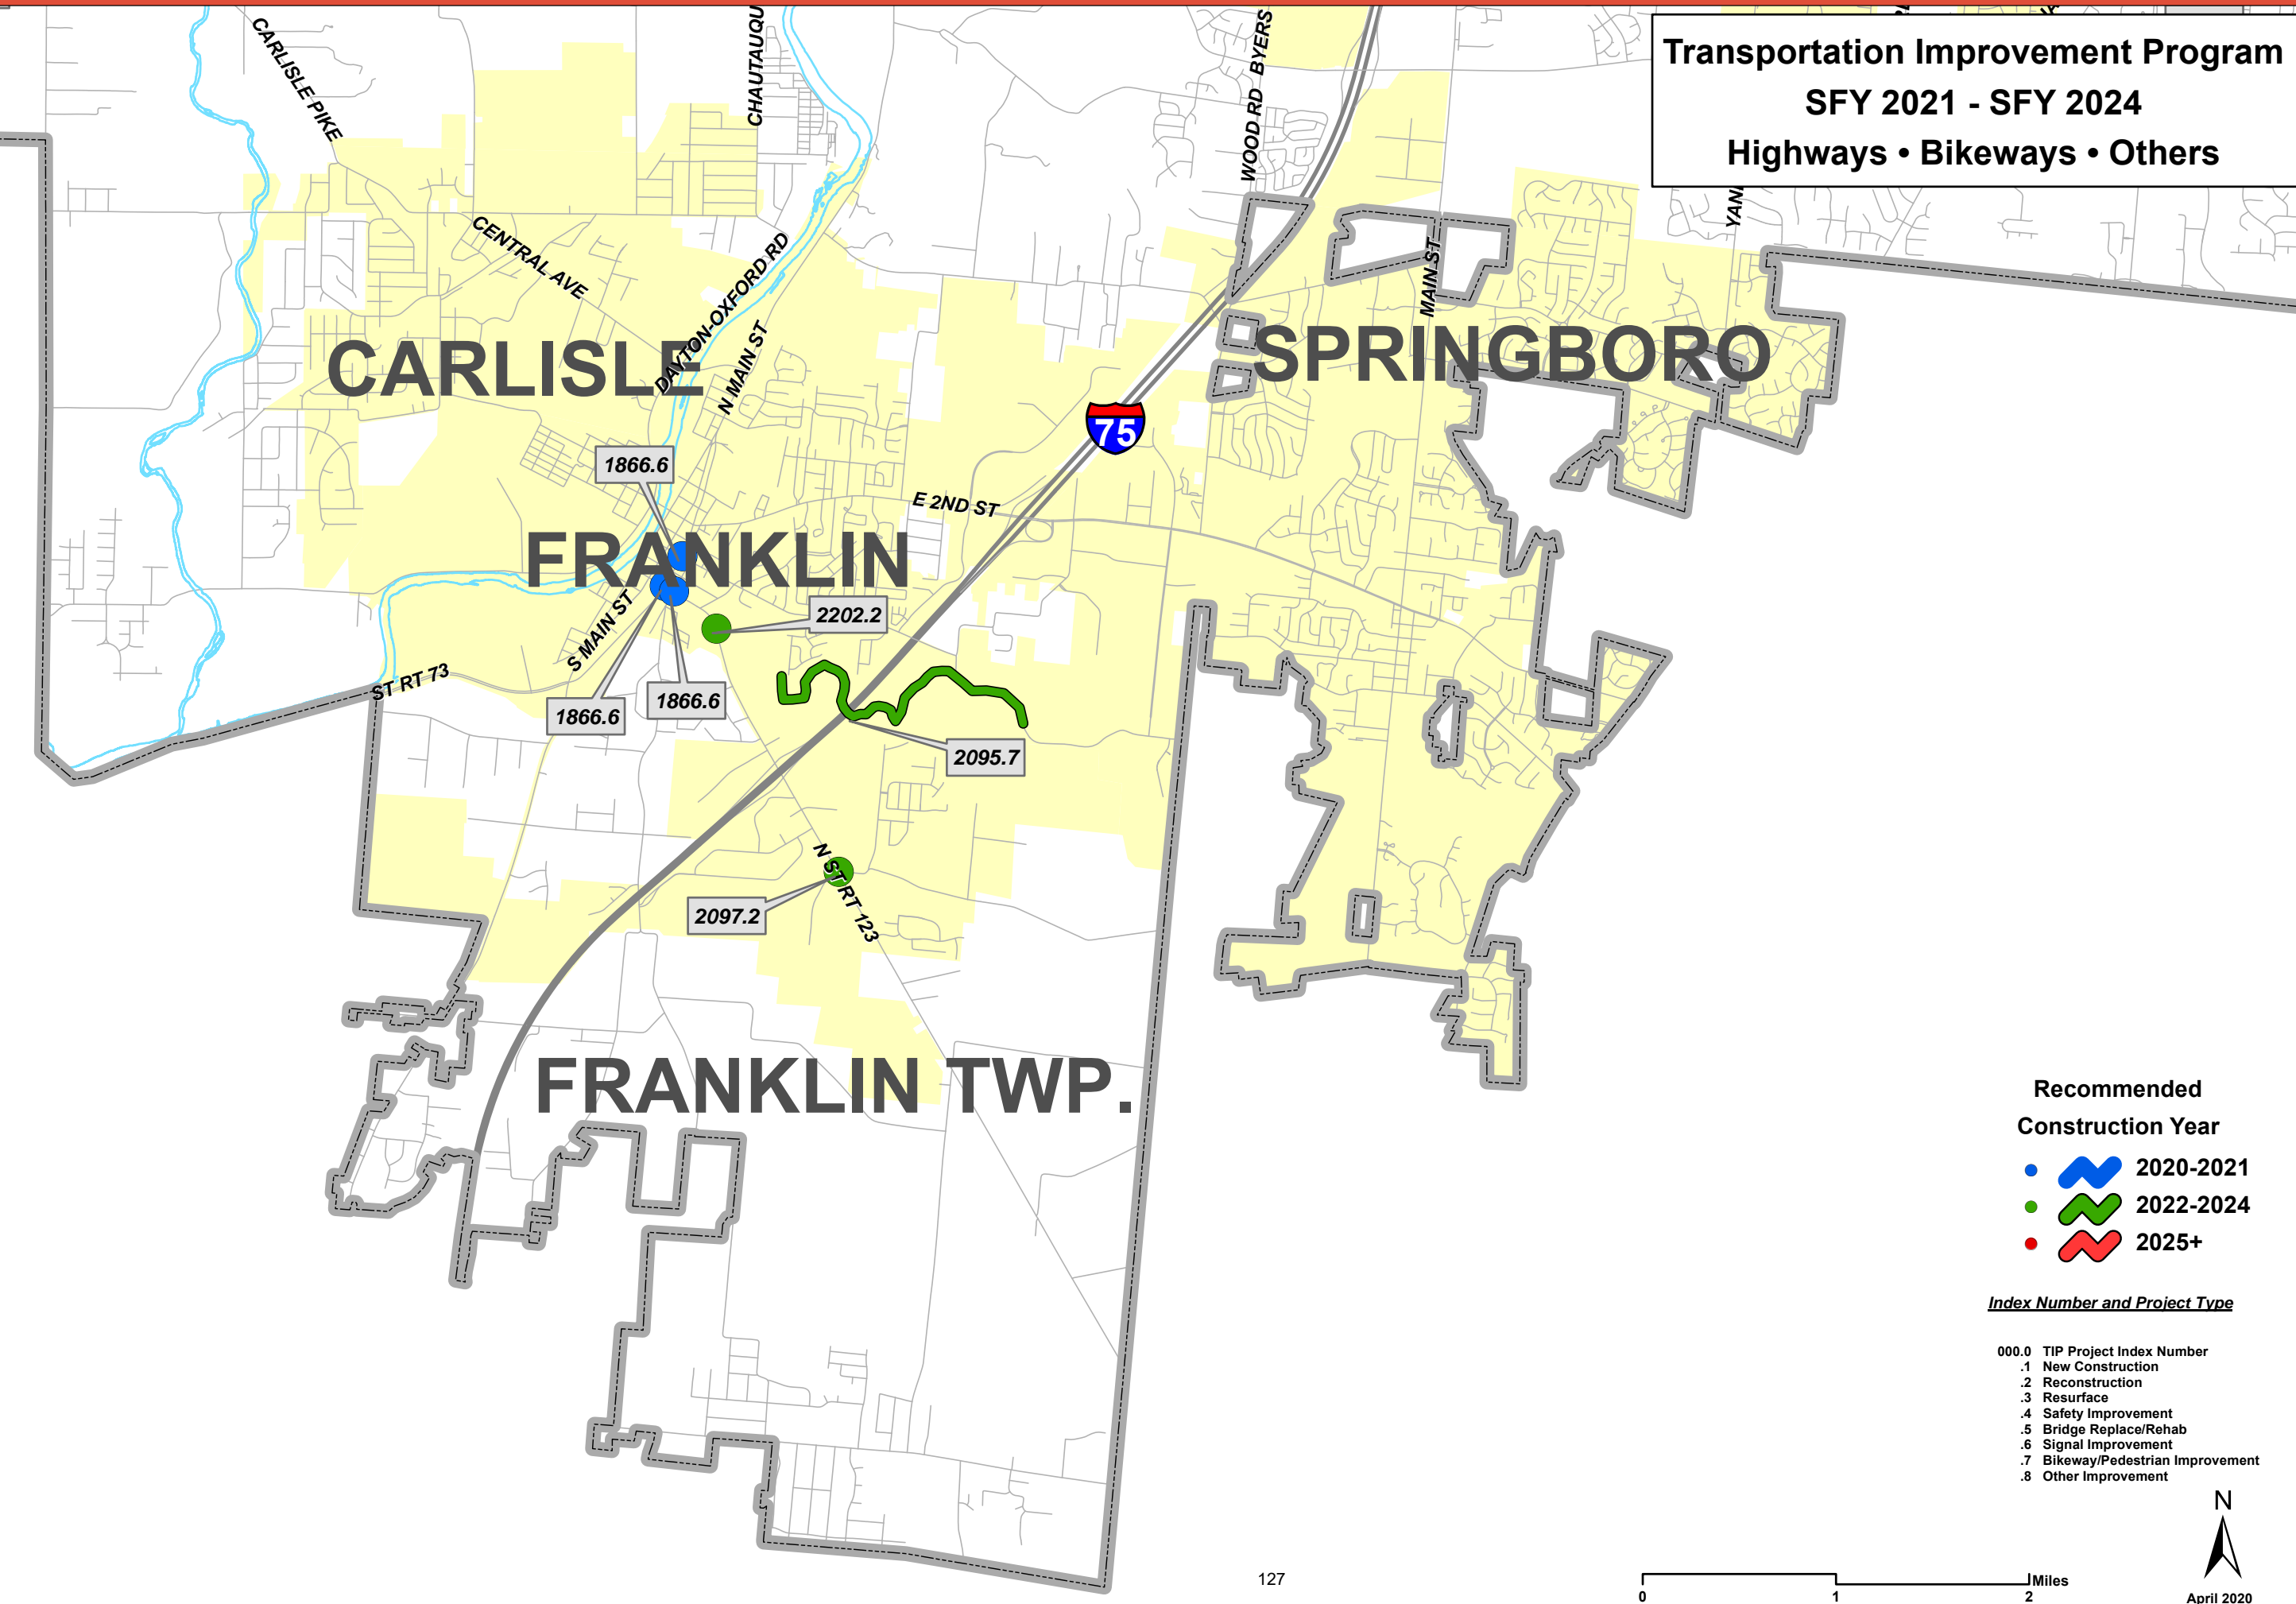 Transportation Improvement Program
SFY 2021 - SFY 2024
Highways • Bikeways • Others
CARLISLE PIKE
WOOD RD
BYERS
CENTRAL AVE
DAYTON-OXFORD RD
N MAIN ST
MAIN ST
CARLISLE
SPRINGBORO
75
1866.6
E 2ND ST
FRANKLIN
2202.2
S MAIN ST
ST RT 73
1866.6
1866.6
2095.7
N ST RT 123
2097.2
FRANKLIN TWP.
Recommended
Construction Year
2020-2021
2022-2024
2025+
Index Number and Project Type
000.0 TIP Project Index Number
.1 New Construction
.2 Reconstruction
.3 Resurface
.4 Safety Improvement
.5 Bridge Replace/Rehab
.6 Signal Improvement
.7 Bikeway/Pedestrian Improvement
.8 Other Improvement
N
127
0 1 2 Miles
April 2020